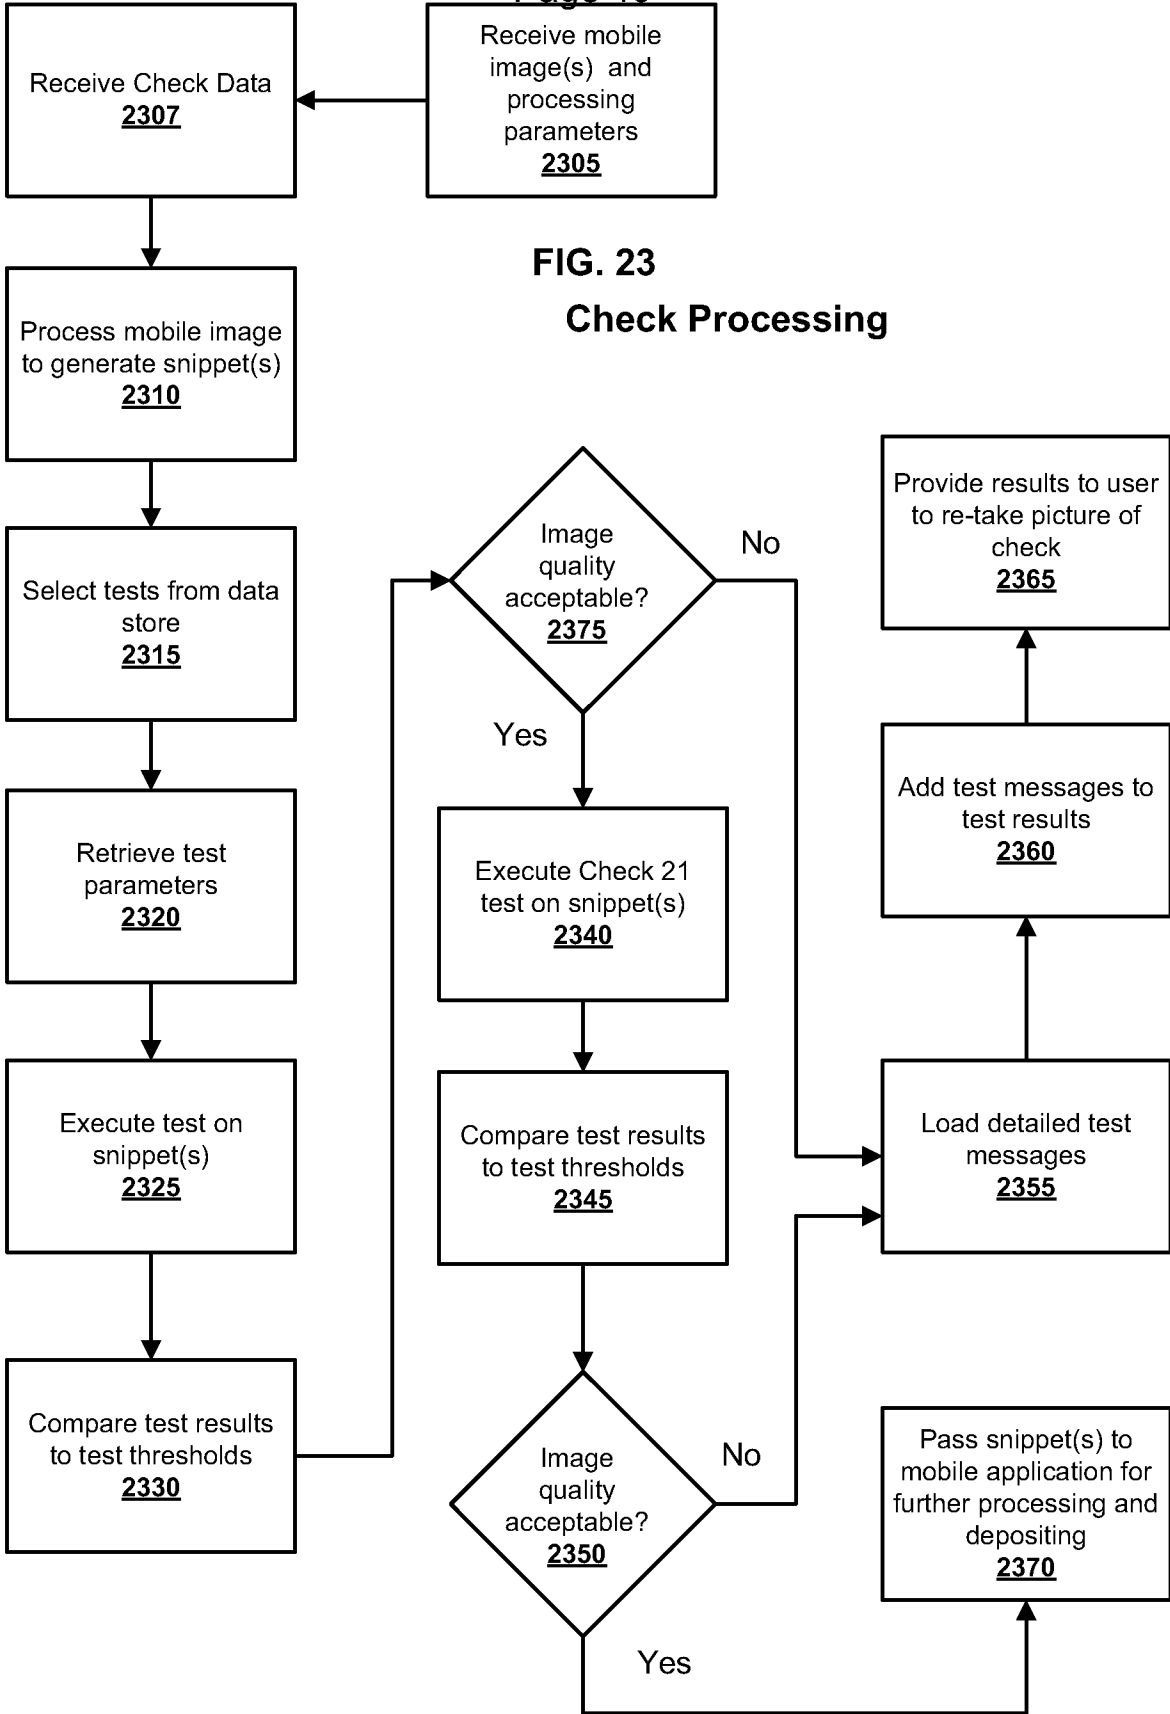 Receive mobile
image(s) and
processing
parameters
2305
Receive Check Data
2307
FIG. 23
Check Processing
Process mobile image
to generate snippet(s)
2310
Select tests from data
store
2315
Retrieve test
parameters
2320
Execute test on
snippet(s)
2325
Compare test results
to test thresholds
2330
Image
quality
acceptable?
2375
No
Yes
Execute Check 21
test on snippet(s)
2340
Compare test results
to test thresholds
2345
Image
quality
acceptable?
2350
No
Yes
Provide results to user
to re-take picture of
check
2365
Add test messages to
test results
2360
Load detailed test
messages
2355
Pass snippet(s) to
mobile application for
further processing and
depositing
2370